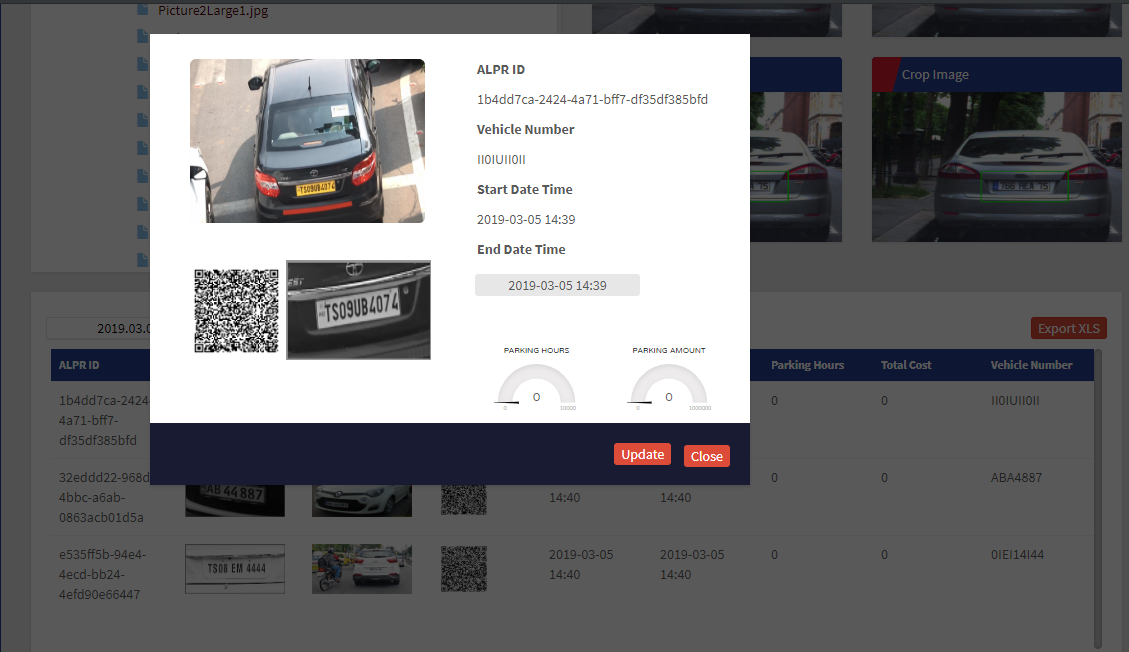 Picture2Large1.jpg
Crop Image
ALPR ID
1b4dd7ca-2424-4a71-bff7-df35df385bfd
Vehicle Number
II0IUII0II
Start Date Time
2019-03-05 14:39
End Date Time
2019-03-05 14:39
TS09UB4074
TS09UB4074
PARKING HOURS
PARKING AMOUNT
0
0
0 10000
0 1000000
Update
Close
2019.03.0
Export XLS
ALPR ID
Parking Hours
Total Cost
Vehicle Number
1b4dd7ca-2424
4a71-bff7-
df35df385bfd
0
0
II0IUII0II
32eddd22-968d
4bbc-a6ab-
0863acb01d5a
AB 44887
14:40
14:40
0
0
ABA4887
e535ff5b-94e4-
4ecd-bb24-
4efd90e66447
TS08 EM 4444
2019-03-05
14:40
2019-03-05
14:40
0
0
0IEI14I44